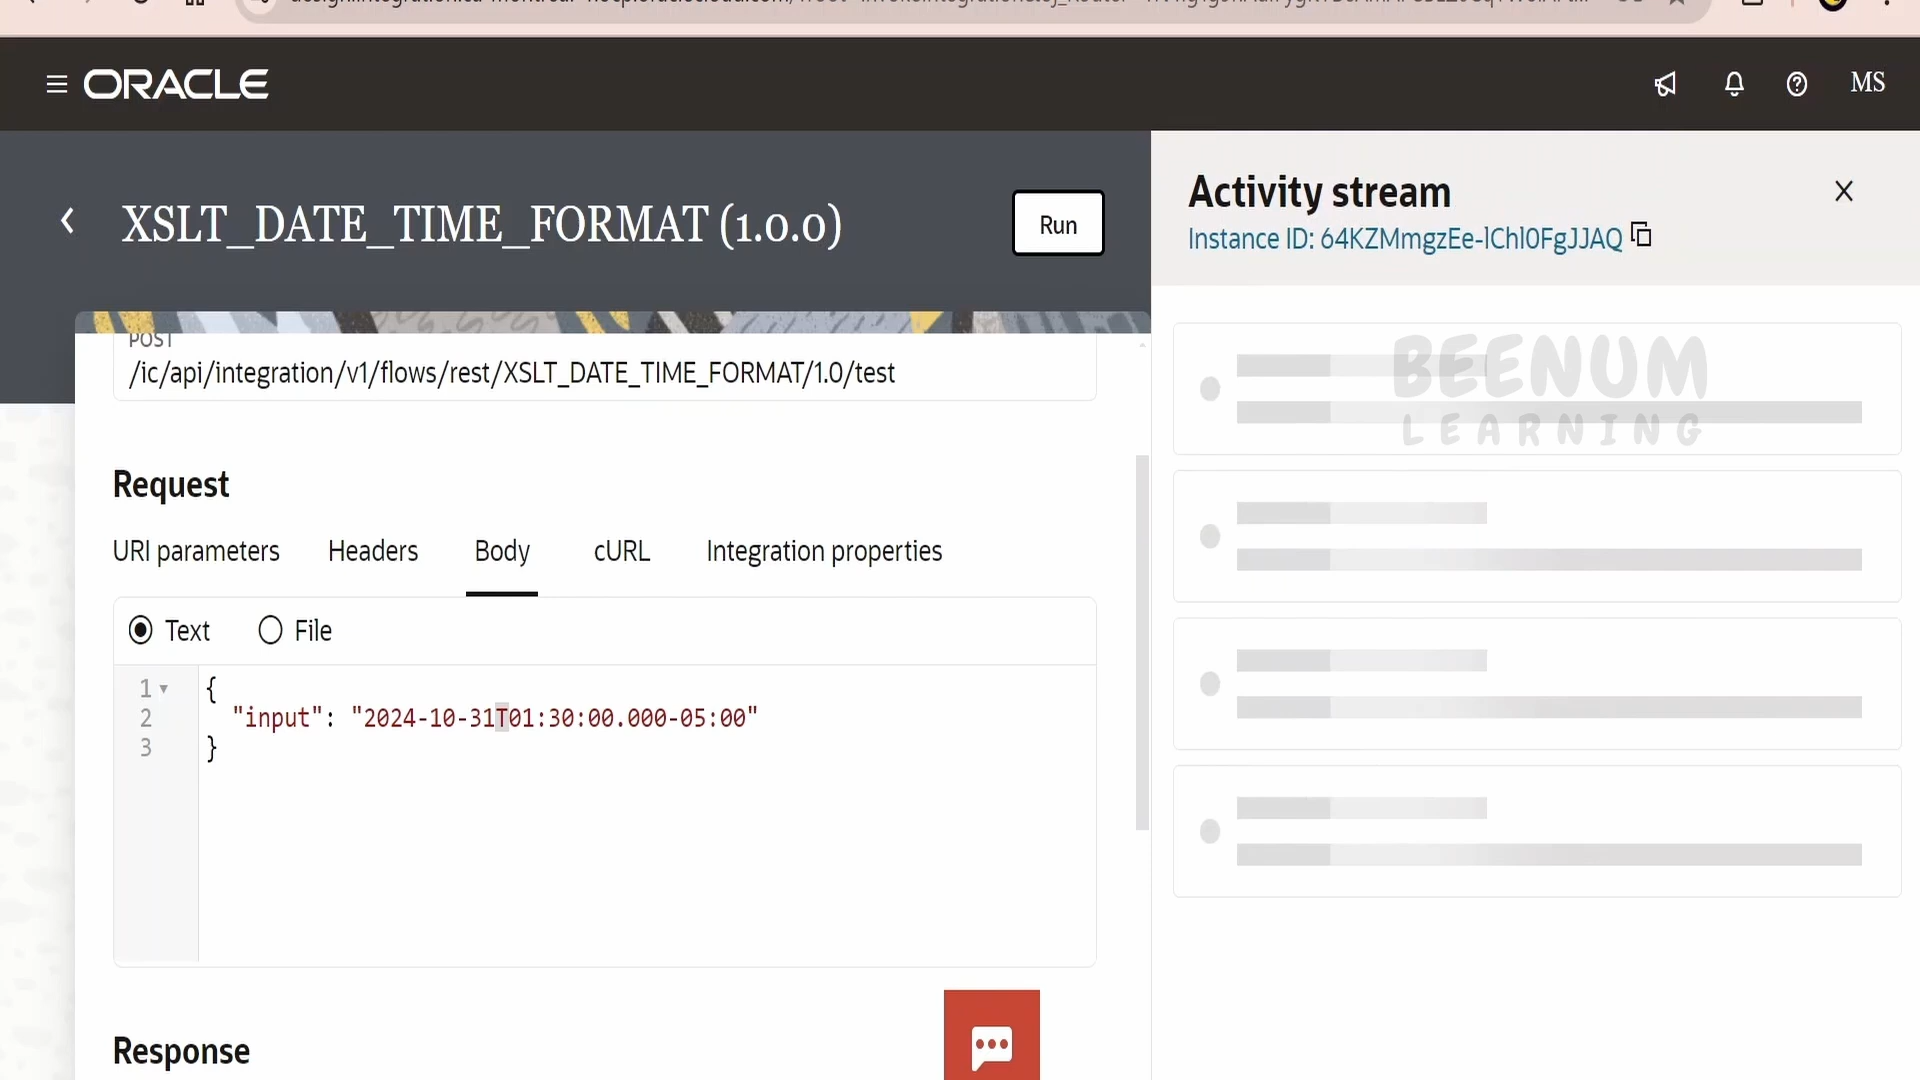 ORACLE
MS
XSLT_DATE_TIME_FORMAT (1.0.0)
Run
Activity stream
Instance ID: 64KZMmgzEe-lChl0FgJJAQ
POST
/ic/api/integration/v1/flows/rest/XSLT_DATE_TIME_FORMAT/1.0/test
BEENUM
LEARNING
Request
URI parameters Headers Body cURL Integration properties
Text File
1 {
2 "input": "2024-10-31T01:30:00.000-05:00"
3 }
Response